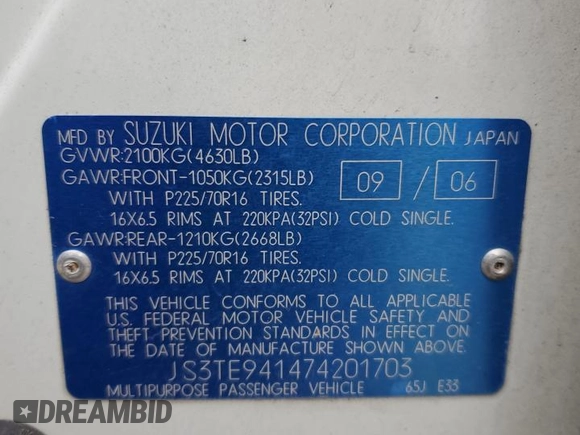 MFD BY SUZUKI MOTOR CORPORATION JAPAN
GVWR:2100KG(4630LB)
GAWR:FRONT-1050KG(2315LB) 09 / 06
WITH P225/70R16 TIRES.
16X6.5 RIMS AT 220KPA(32PSI) COLD SINGLE.
GAWR:REAR-1210KG(2668LB)
WITH P225/70R16 TIRES.
16X6.5 RIMS AT 220KPA(32PSI) COLD SINGLE.
THIS VEHICLE CONFORMS TO ALL APPLICABLE
U.S. FEDERAL MOTOR VEHICLE SAFETY AND
THEFT PREVENTION STANDARDS IN EFFECT ON
THE DATE OF MANUFACTURE SHOWN ABOVE.
JS3TE941474201703
MULTIPURPOSE PASSENGER VEHICLE 65J E33
DREAMBID